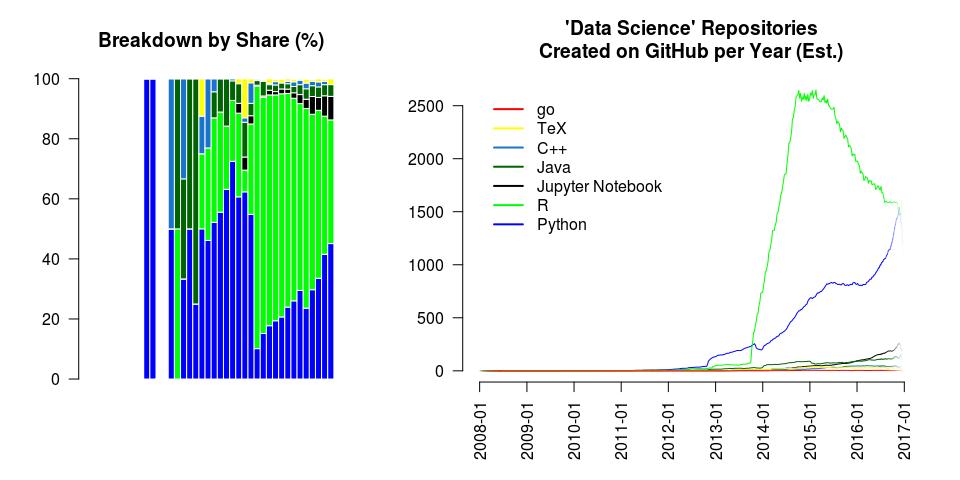 Breakdown by Share (%)
100
80
60
40
20
0
'Data Science' Repositories
Created on GitHub per Year (Est.)
2500
2000
1500
1000
500
0
go
TeX
C++
Java
Jupyter Notebook
R
Python
2008-01
2009-01
2010-01
2011-01
2012-01
2013-01
2014-01
2015-01
2016-01
2017-01